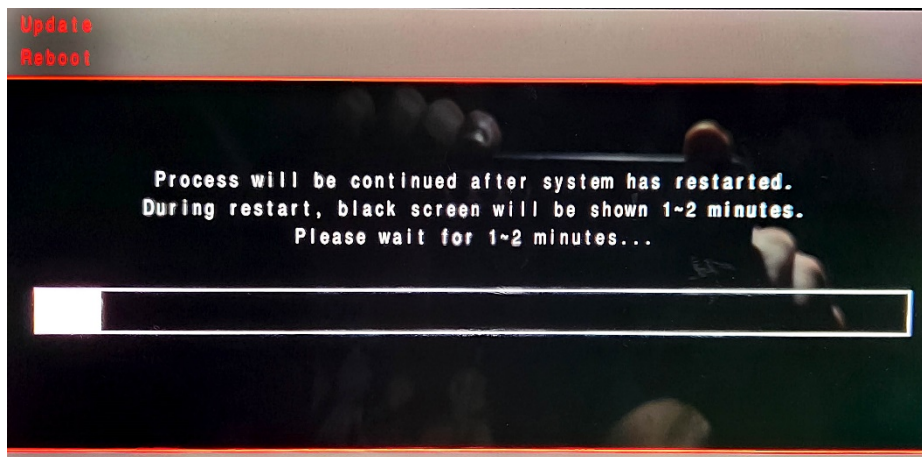 Update
Reboot
Process will be continued after system has restarted.
During restart, black screen will be shown 1~2 minutes.
Please wait for 1~2 minutes...